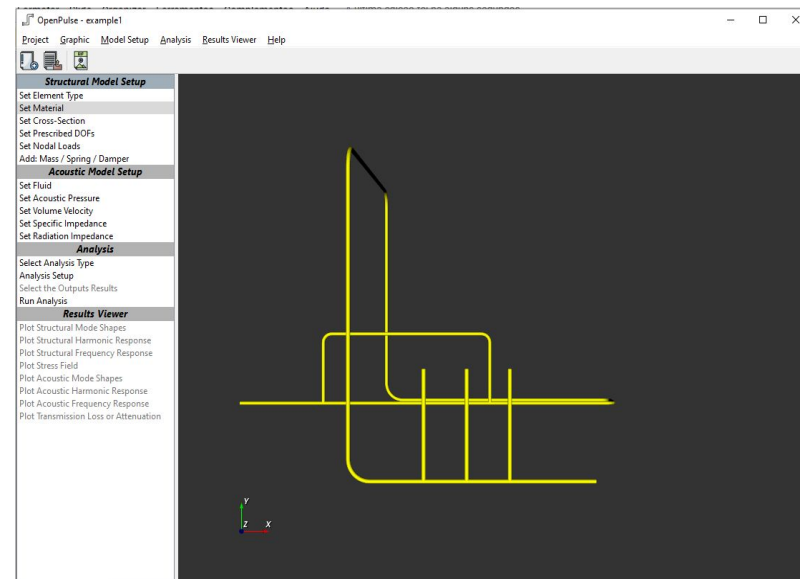 OpenPulse - example1
Project Graphic Model Setup Analysis Results Viewer Help
Structural Model Setup
Set Element Type
Set Material
Set Cross-Section
Set Prescribed DOFs
Set Nodal Loads
Add: Mass / Spring / Damper
Acoustic Model Setup
Set Fluid
Set Acoustic Pressure
Set Volume Velocity
Set Specific Impedance
Set Radiation Impedance
Analysis
Select Analysis Type
Analysis Setup
Select the Outputs Results
Run Analysis
Results Viewer
Plot Structural Mode Shapes
Plot Structural Harmonic Response
Plot Structural Frequency Response
Plot Stress Field
Plot Acoustic Mode Shapes
Plot Acoustic Harmonic Response
Plot Acoustic Frequency Response
Plot Transmission Loss or Attenuation
Y
Z X